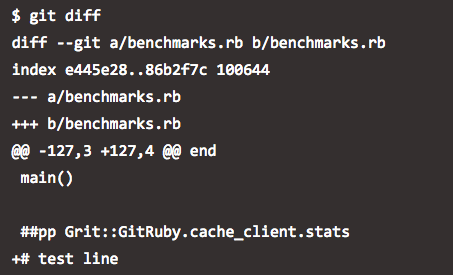 $ git diff
diff --git a/benchmarks.rb b/benchmarks.rb
index e445e28..86b2f7c 100644
--- a/benchmarks.rb
+++ b/benchmarks.rb
@@ -127,3 +127,4 @@ end
 main()

 ##pp Grit::GitRuby.cache_client.stats
+# test line